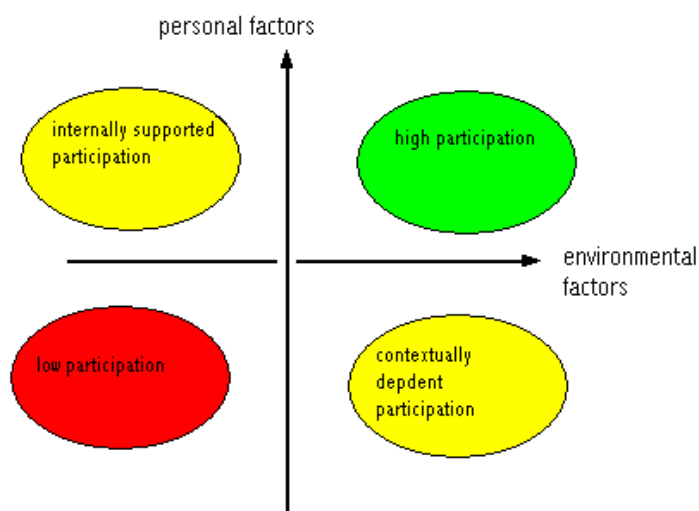 personal factors
internally supported
participation
high participation
environmental
factors
low participation
contextually
depdent
participation